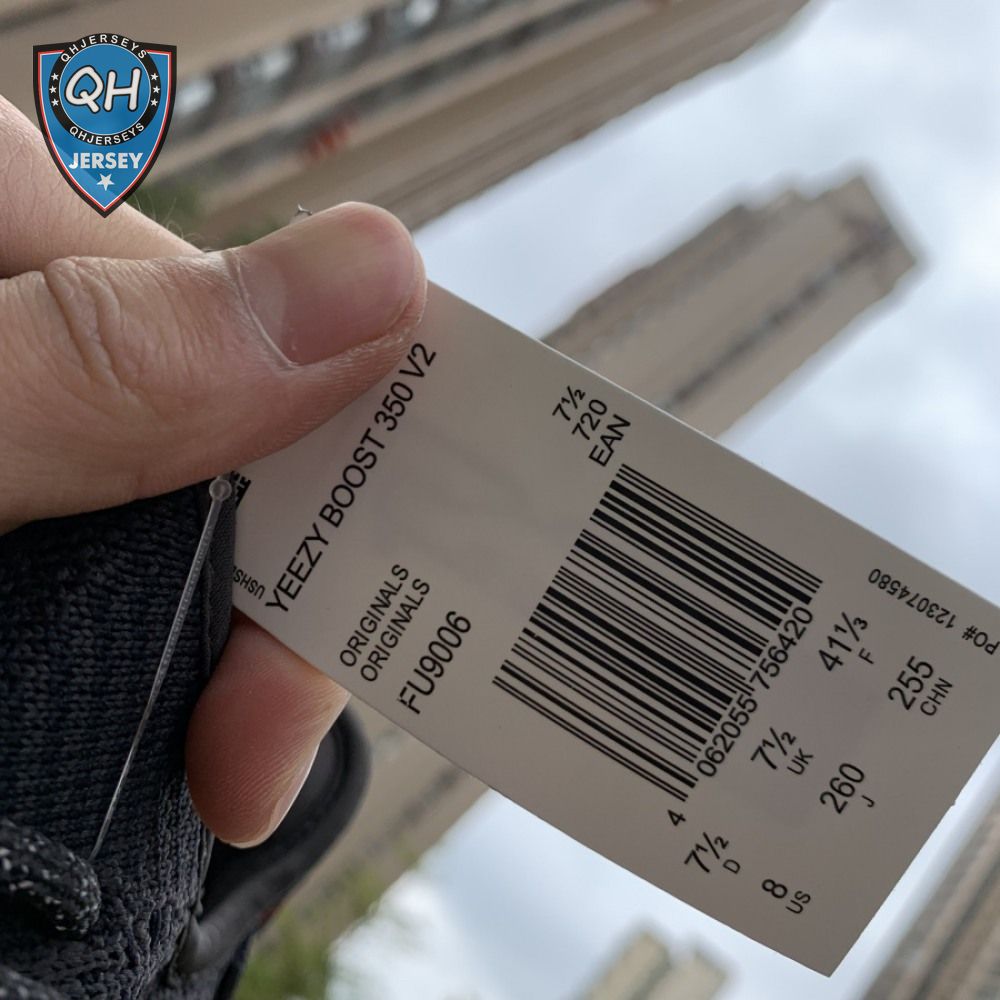 QHJERSEYS
QH
QHJERSEYS
JERSEY
USHS
YEEZY BOOST 350 V2
ORIGINALS
ORIGINALS
FU9006
7½
720
EAN
4 062055 756420
7½ D
7½ UK
41⅓ F
8 US
260 J
255 CHN
PO# 123074580